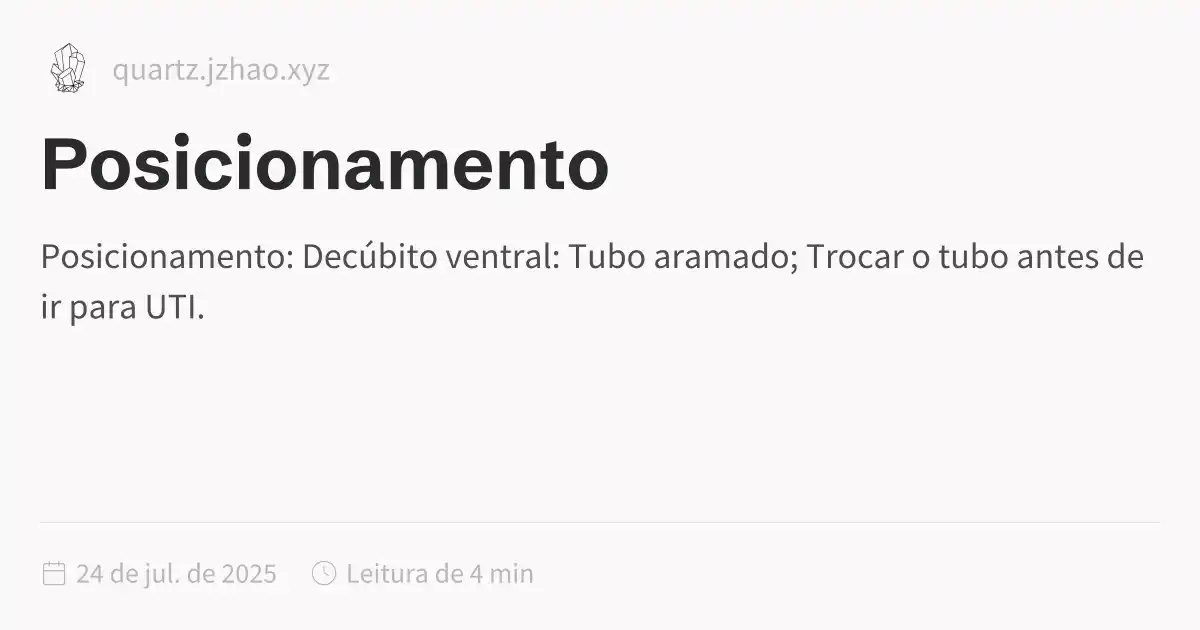 quartz.jzhao.xyz
Posicionamento
Posicionamento: Decúbito ventral: Tubo aramado; Trocar o tubo antes de
ir para UTI.
24 de jul. de 2025 Leitura de 4 min